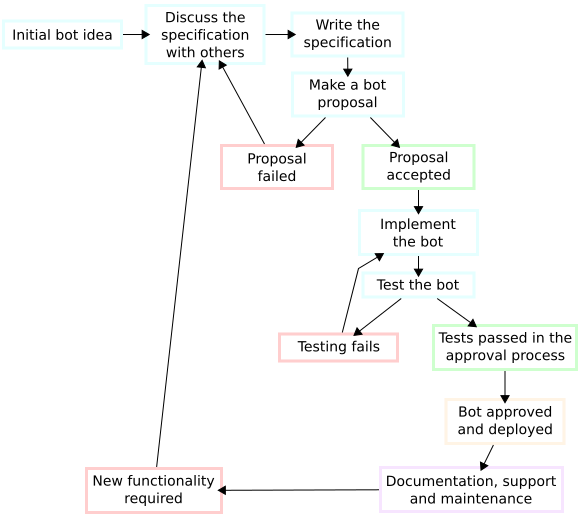 Initial bot idea
Discuss the
specification
with others
Write the
specification
Make a bot
proposal
Proposal
failed
Proposal
accepted
Implement
the bot
Test the bot
Testing fails
Tests passed in the
approval process
Bot approved
and deployed
New functionality
required
Documentation, support
and maintenance